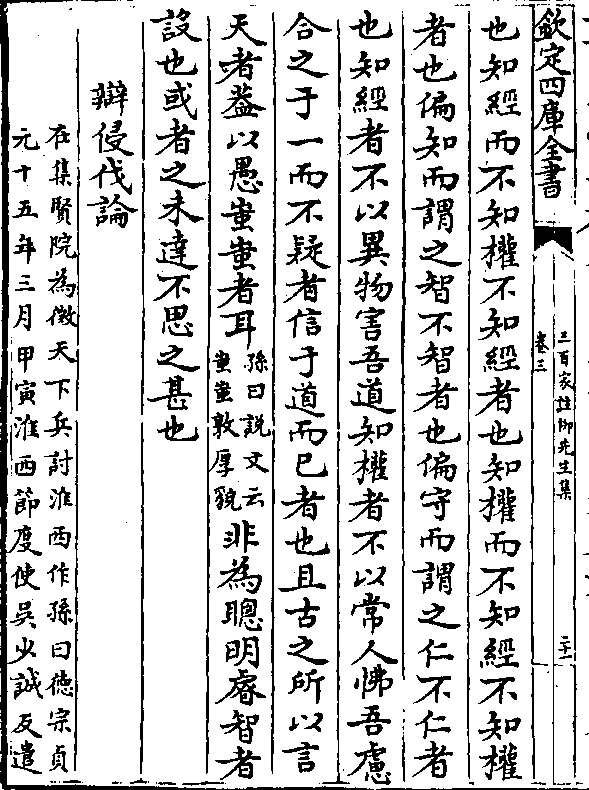 欽定四庫全書
三百家註栁先生集
卷三
二十一
也知經而不知權不知經者也知權而不知經不知權
者也偏知而謂之智不智者也偏守而謂之仁不仁者
也知經者不以異物害吾道知權者不以常人怫吾慮
合之于一而不疑者信于道而已者也且古之所以言
天者葢以愚蚩蚩者耳孫曰説文云蚩蚩敦厚貌非為聰明睿智者
設也或者之未達不思之甚也
辯侵伐論
在集賢院為徵天下兵討淮西作孫曰徳宗貞
元十五年三月甲寅淮西節度使吳少誠反遣